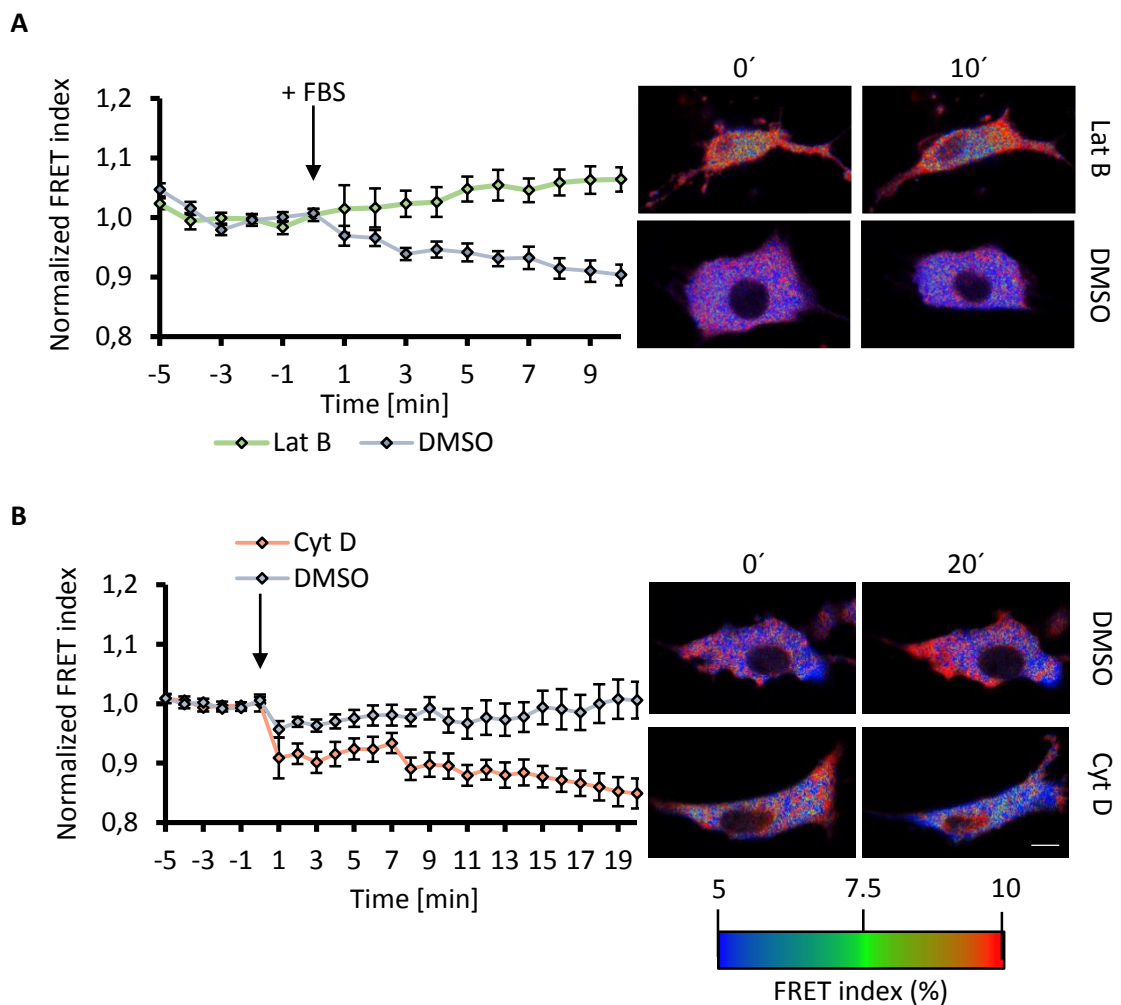 A
0´ 10´
+ FBS
1,2
1,1
1,0
0,9
0,8
Normalized FRET index
-5 -3 -1 1 3 5 7 9
Time [min]
Lat B DMSO
Lat B
DMSO
B
Cyt D
DMSO
0´ 20´
1,2
1,1
1,0
0,9
0,8
Normalized FRET index
-5 -3 -1 1 3 5 7 9 11 13 15 17 19
Time [min]
DMSO
Cyt D
5 7.5 10
FRET index (%)